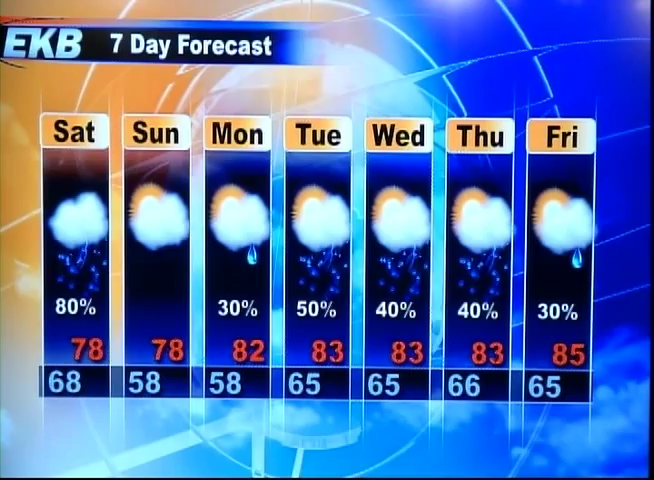 EKB 7 Day Forecast
Sat Sun Mon Tue Wed Thu Fri
80% 30% 50% 40% 40% 30%
78 78 82 83 83 83 85
68 58 58 65 65 66 65